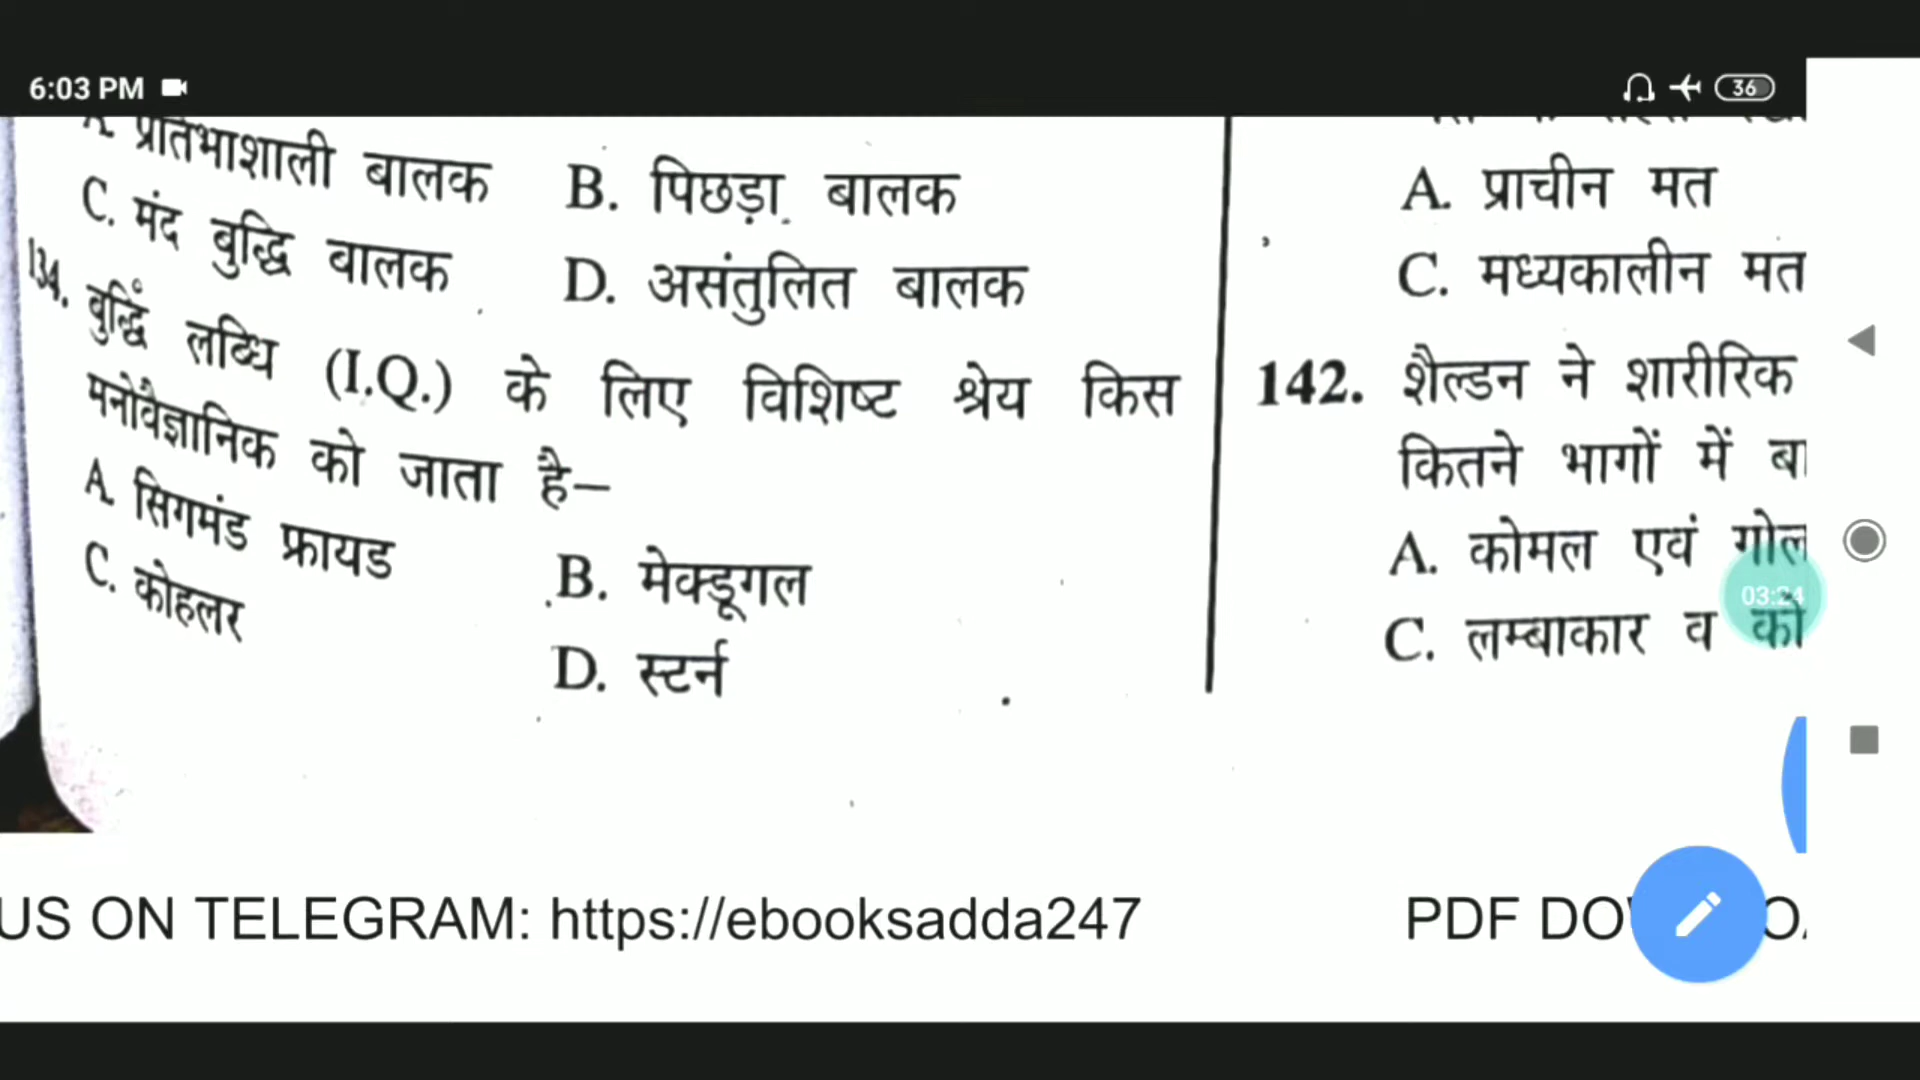 6:03 PM
36
प्रतिभाशाली बालक B. पिछड़ा बालक
C. मंद बुद्धि बालक D. असंतुलित बालक
134. बुद्धि लब्धि (I.Q.) के लिए विशिष्ट श्रेय किस
मनोवैज्ञानिक को जाता है–
A. सिगमंड फ्रायड
B. मेक्डूगल
C. कोहलर
D. स्टर्न
A. प्राचीन मत
C. मध्यकालीन मत
142. शैल्डन ने शारीरिक
कितने भागों में
A. कोमल एवं गोल
C. लम्बाकार व
03:24
US ON TELEGRAM: https://ebooksadda247
PDF